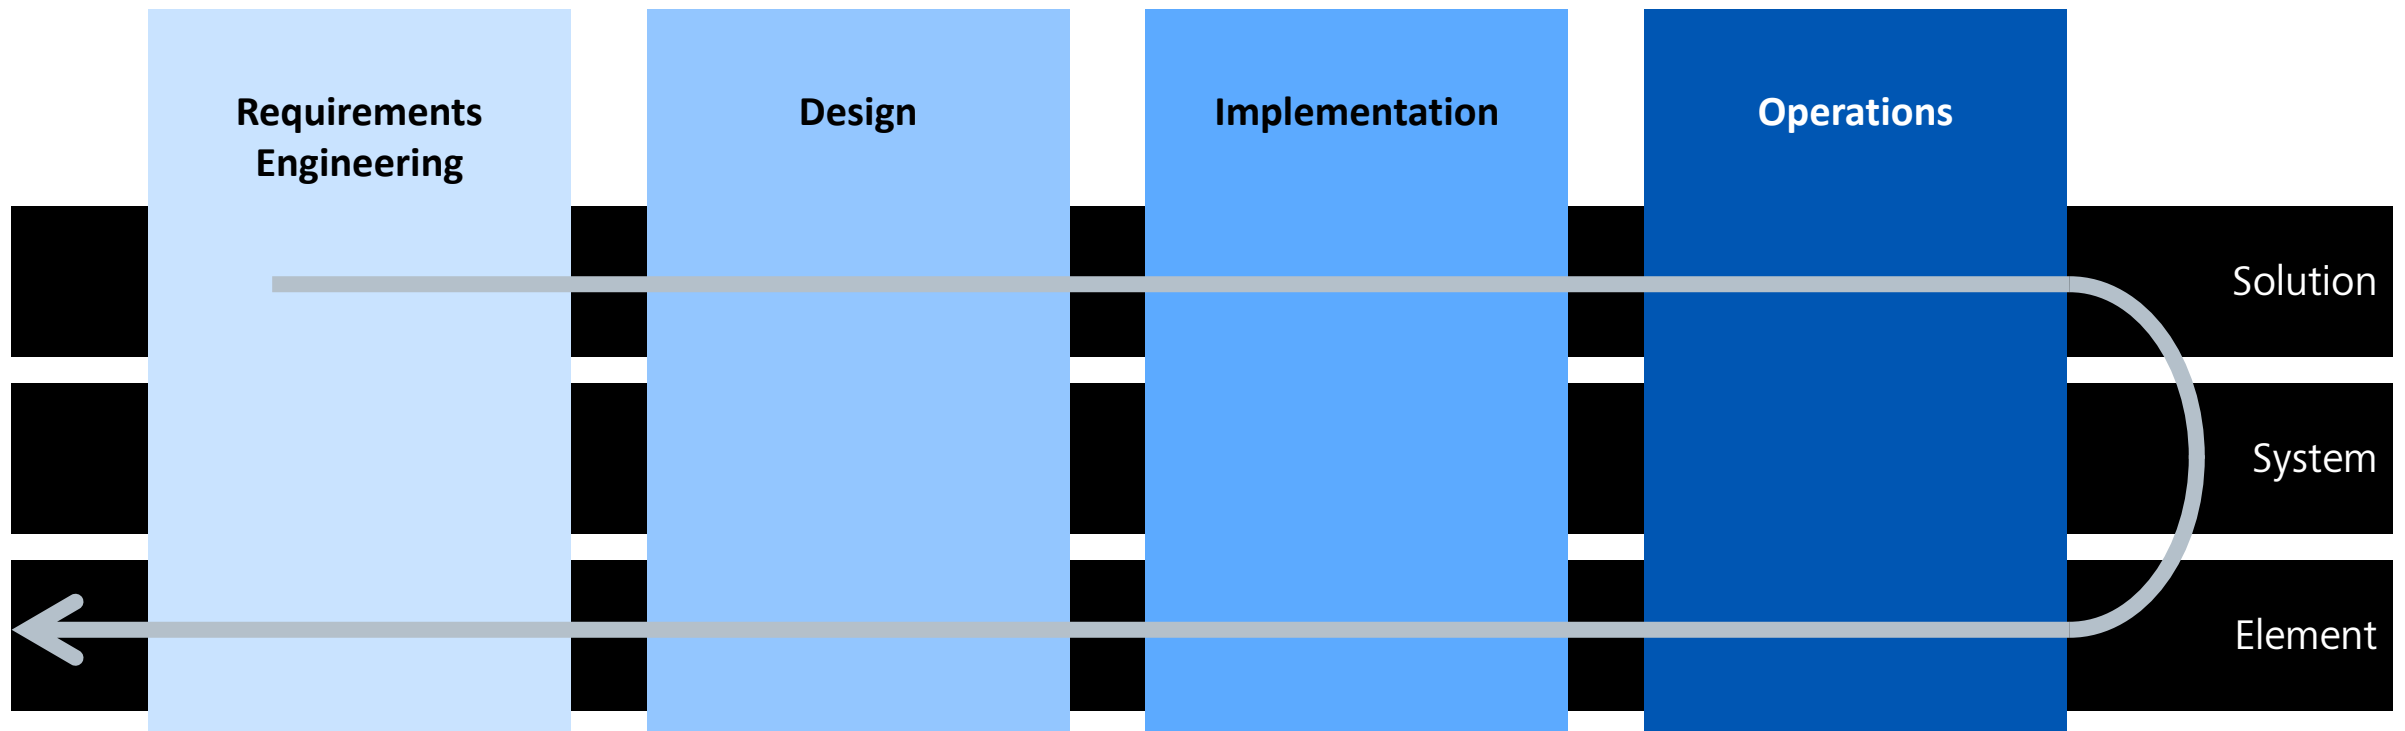 Requirements
Engineering
Design
Implementation
Operations
Solution
System
Element